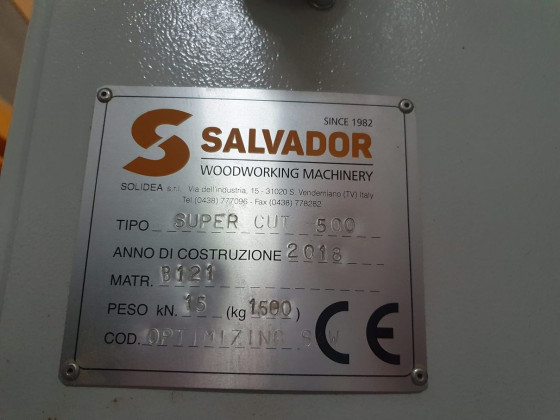 SINCE 1982
SALVADOR
WOODWORKING MACHINERY
SOLIDEA s.r.l. Via dell'industria, 15 - 31020 S. Vendemiano (TV) Italy
Tel.(0438) 777096 - Fax (0438) 778282
TIPO SUPER CUT 500
ANNO DI COSTRUZIONE 2018
MATR. B121
PESO kN. 15 (kg 1500)
COD. OPTIMIZING S W
CE